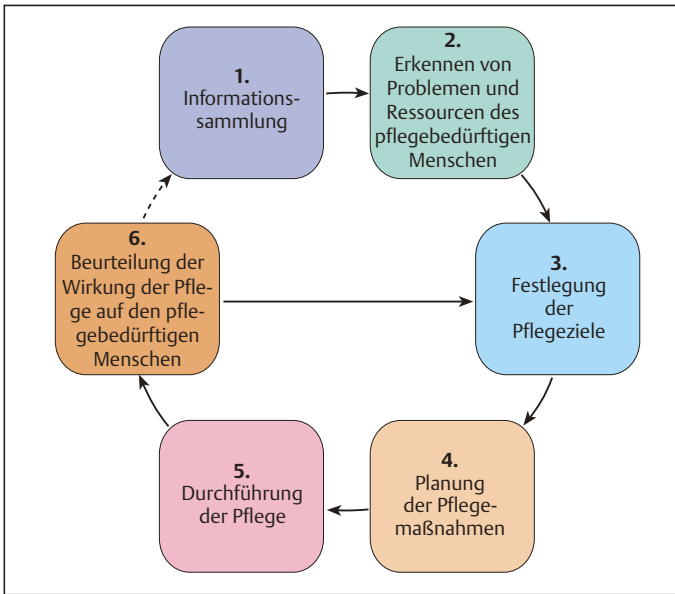 1.
Informations-
sammlung
2.
Erkennen von
Problemen und
Ressourcen des
pflegebedürftigen
Menschen
3.
Festlegung
der
Pflegeziele
4.
Planung
der Pflege-
maßnahmen
5.
Durchführung
der Pflege
6.
Beurteilung der
Wirkung der Pfle-
ge auf den pfle-
gebedürftigen
Menschen